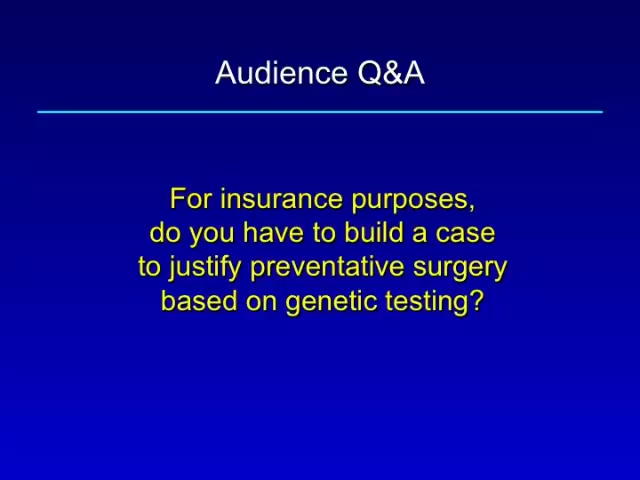 Audience Q&A
For insurance purposes,
do you have to build a case
to justify preventative surgery
based on genetic testing?